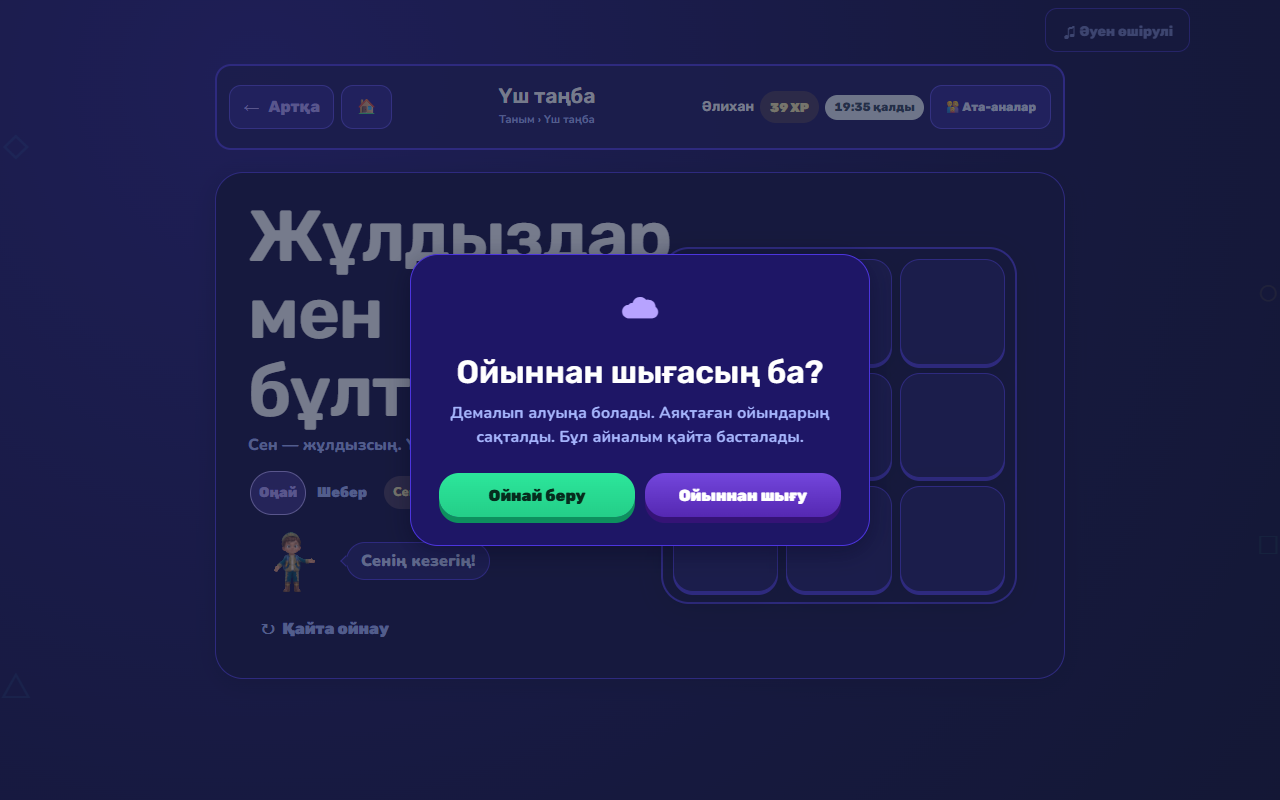 ♫ Әуен өшірулі
← Артқа
Үш таңба
Таным › Үш таңба
Әлихан
39 XP
19:35 қалды
Ата-аналар
Жұлдыздар
мен
бұлт
Сен — жұлдызсың.
Оңай
Шебер
Се
Сенің кезегің!
↻ Қайта ойнау
Ойыннан шығасың ба?
Демалып алуыңа болады. Аяқтаған ойындарың
сақталды. Бұл айналым қайта басталады.
Ойнай беру
Ойыннан шығу